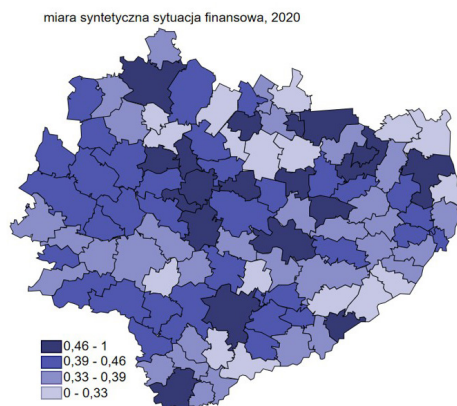 miara syntetyczna sytuacja finansowa, 2020
0,46 - 1
0,39 - 0,46
0,33 - 0,39
0 - 0,33